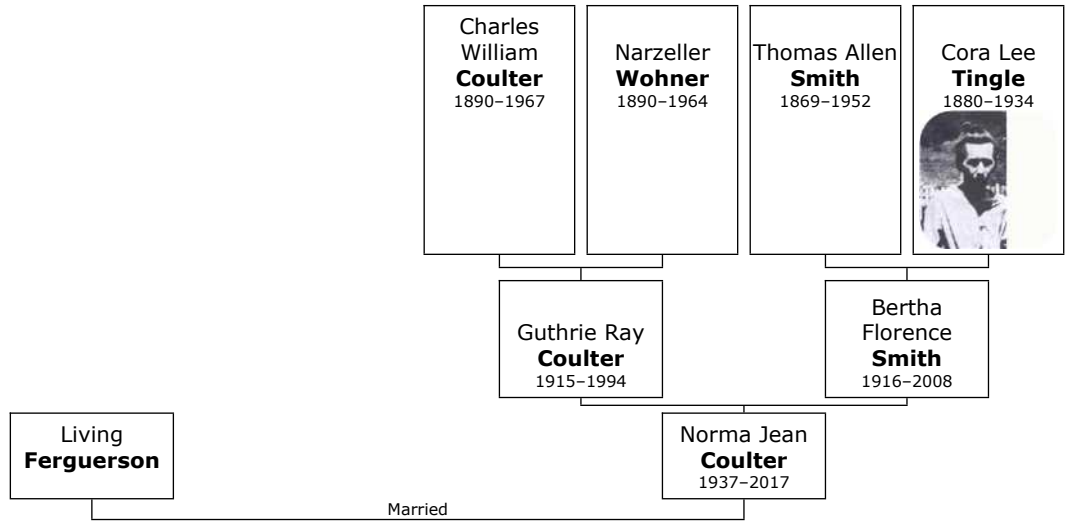 Charles
William
Coulter
1890–1967
Narzeller
Wohner
1890–1964
Thomas Allen
Smith
1869–1952
Cora Lee
Tingle
1880–1934
Guthrie Ray
Coulter
1915–1994
Bertha
Florence
Smith
1916–2008
Living
Ferguerson
Norma Jean
Coulter
1937–2017
Married